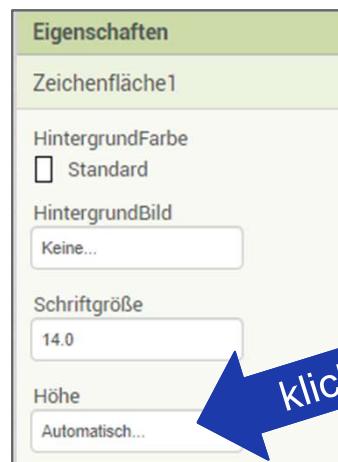 Eigenschaften
Zeichenfläche1
HintergrundFarbe
Standard
HintergrundBild
Keine...
Schriftgröße
14.0
Höhe
Automatisch...